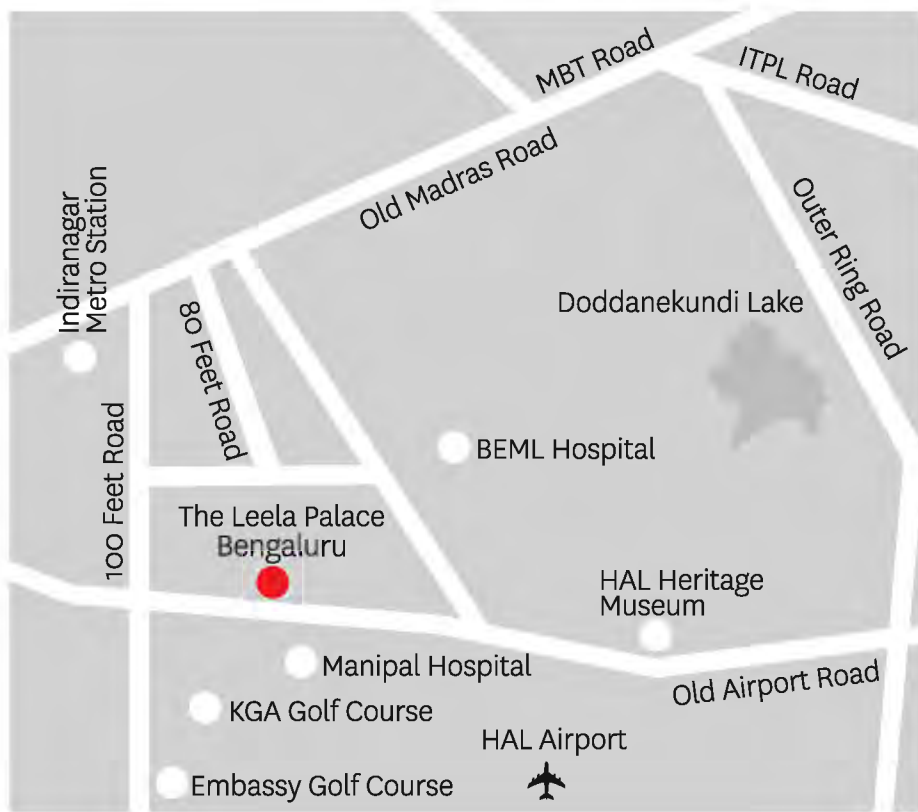 MBT Road
ITPL Road
Old Madras Road
Indiranagar
Metro Station
Outer Ring Road
Doddanekundi Lake
80 Feet Road
100 Feet Road
BEML Hospital
The Leela Palace
Bengaluru
HAL Heritage
Museum
Manipal Hospital
Old Airport Road
KGA Golf Course
HAL Airport
Embassy Golf Course